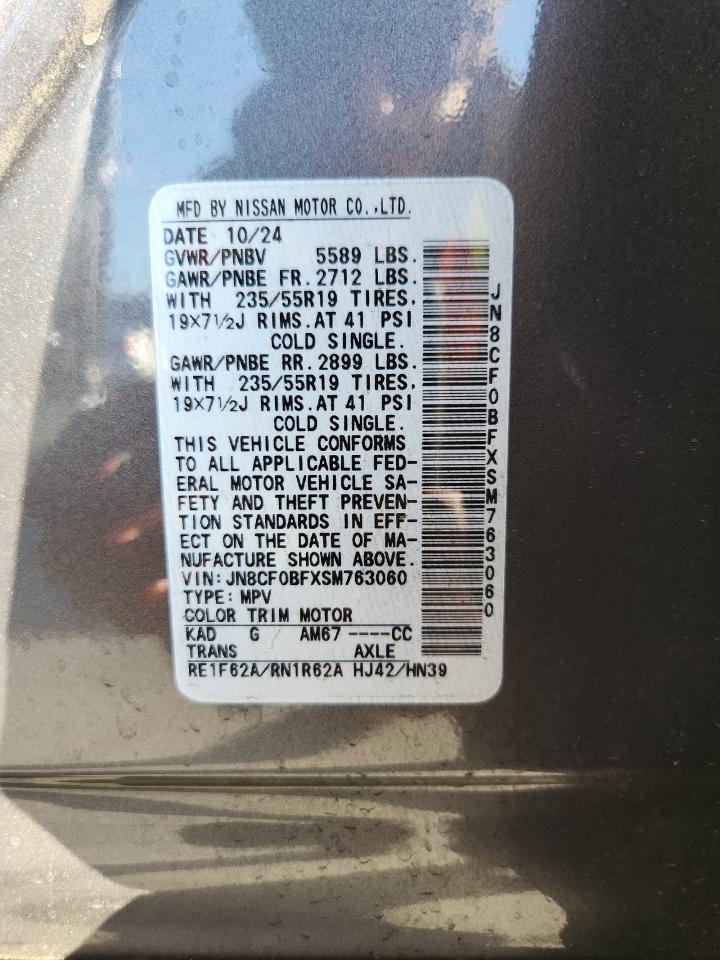 MFD BY NISSAN MOTOR CO.,LTD.
DATE 10/24
GVWR/PNBV 5589 LBS.
GAWR/PNBE FR.2712 LBS.
WITH 235/55R19 TIRES.
19×7½J RIMS.AT 41 PSI
COLD SINGLE.
GAWR/PNBE RR.2899 LBS.
WITH 235/55R19 TIRES.
19×7½J RIMS.AT 41 PSI
COLD SINGLE.
THIS VEHICLE CONFORMS
TO ALL APPLICABLE FED-
ERAL MOTOR VEHICLE SA-
FETY AND THEFT PREVEN-
TION STANDARDS IN EFF-
ECT ON THE DATE OF MA-
NUFACTURE SHOWN ABOVE.
VIN:JN8CF0BFXSM763060
TYPE:MPV
COLOR TRIM MOTOR
KAD G AM67 ----CC
TRANS AXLE
RE1F62A/RN1R62A HJ42/HN39
JN8CF0BFXSM763060